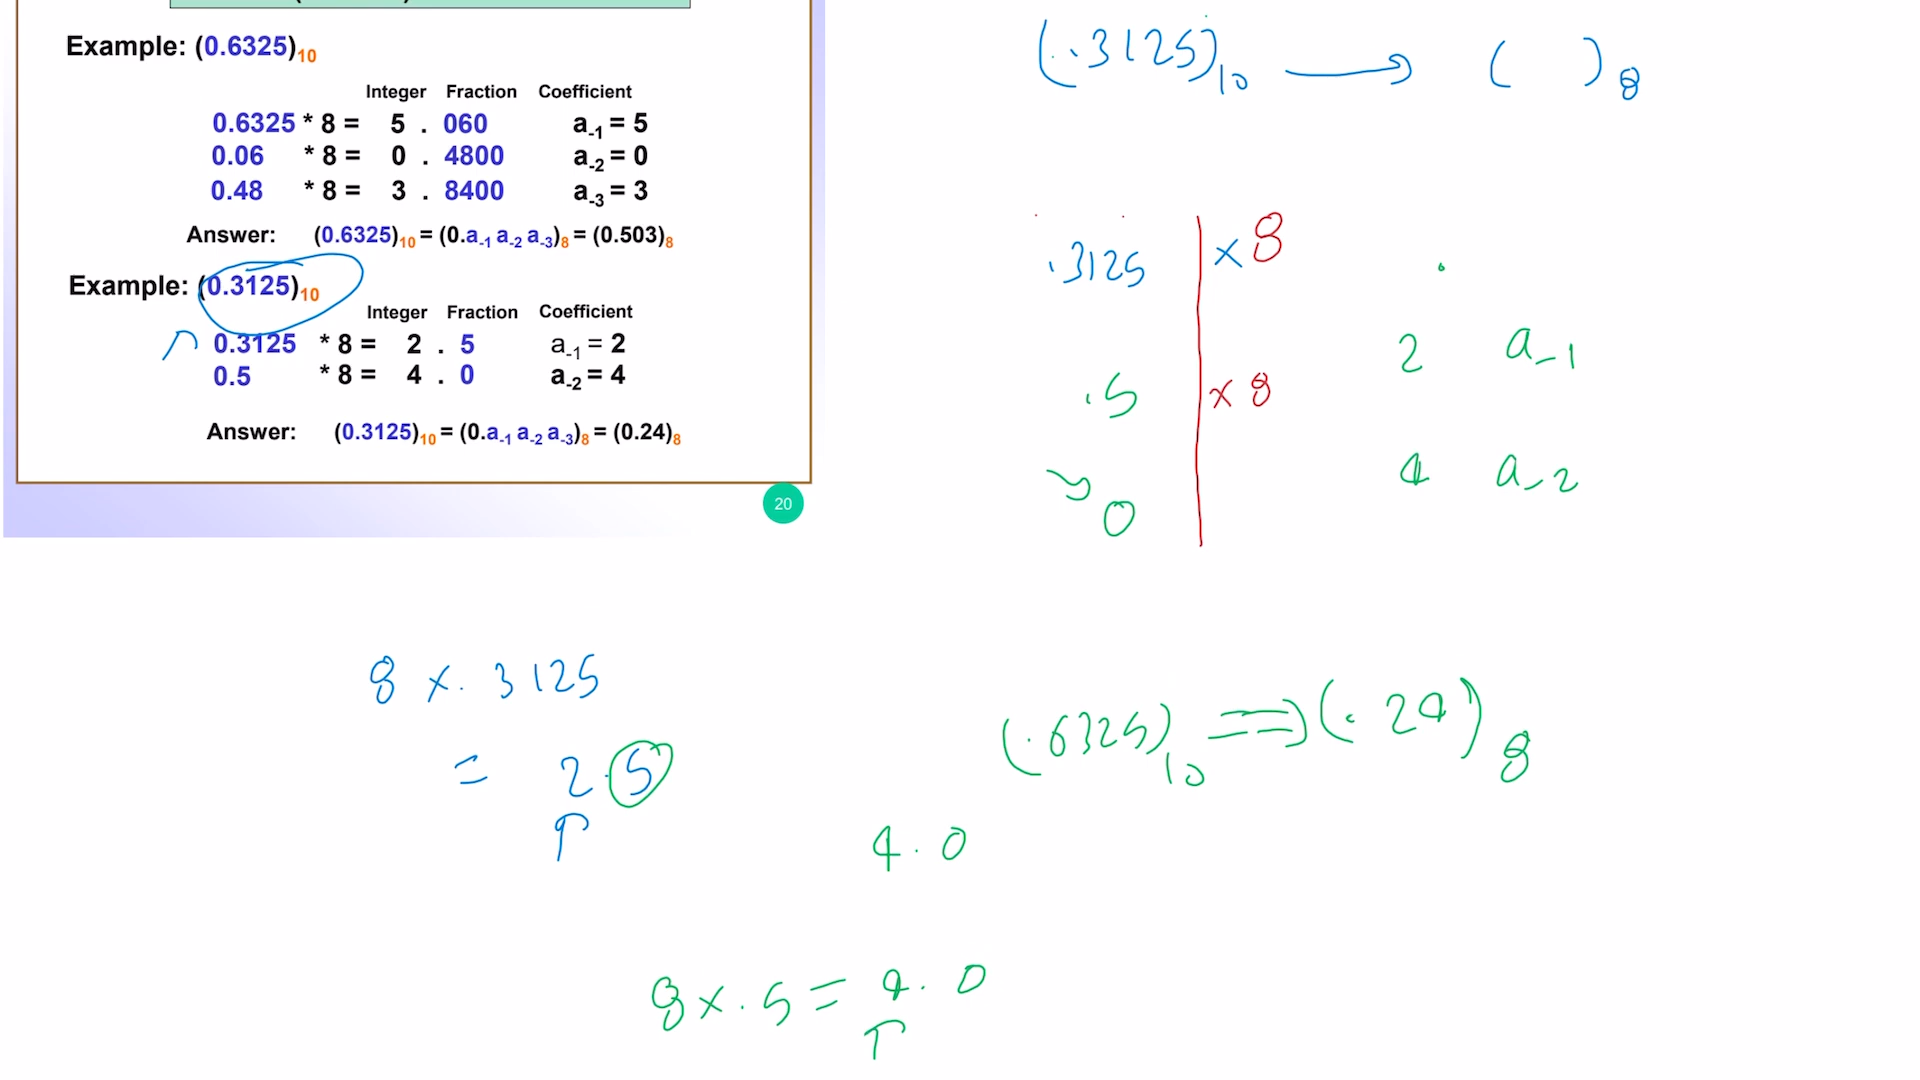 Example: (0.6325)10
Integer Fraction Coefficient
0.6325 * 8 = 5 . 060 a-1 = 5
0.06 * 8 = 0 . 4800 a-2 = 0
0.48 * 8 = 3 . 8400 a-3 = 3
Answer: (0.6325)10 = (0.a-1 a-2 a-3)8 = (0.503)8
Example: (0.3125)10
Integer Fraction Coefficient
0.3125 * 8 = 2 . 5 a-1 = 2
0.5 * 8 = 4 . 0 a-2 = 4
Answer: (0.3125)10 = (0.a-1 a-2 a-3)8 = (0.24)8
20
(.3125)10 → ( )8
.3125 × 8
2 a-1
.5 × 8
4 a-2
0
8 × .3125
= 2.5
(.6325)10 ⇒ (.24)8
4.0
8 × .5 = 4.0